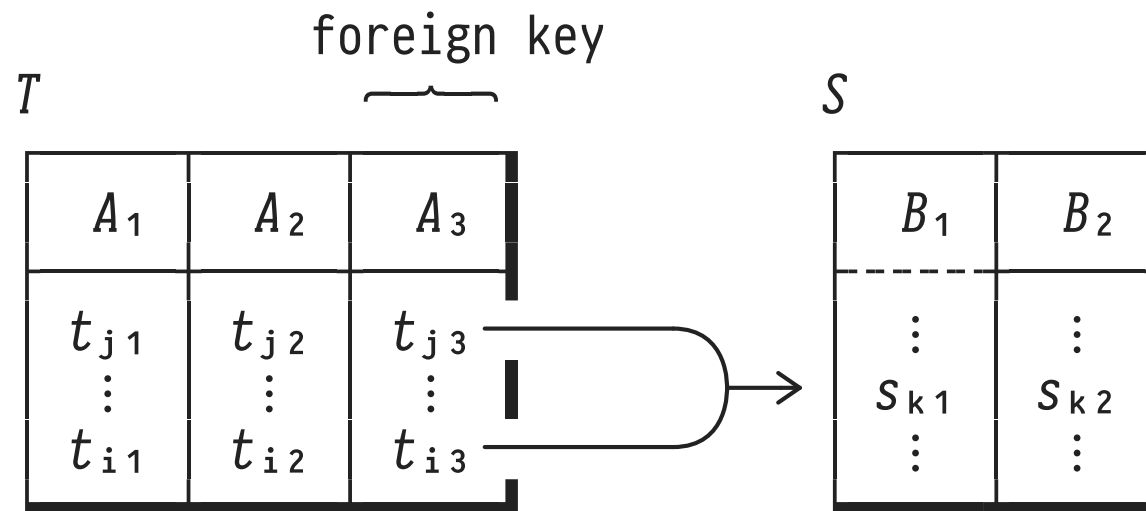 foreign key
T S
A1 A2 A3 B1 B2
tj1 tj2 tj3 ⋮ ⋮
⋮ ⋮ ⋮ sk1 sk2
ti1 ti2 ti3 ⋮ ⋮